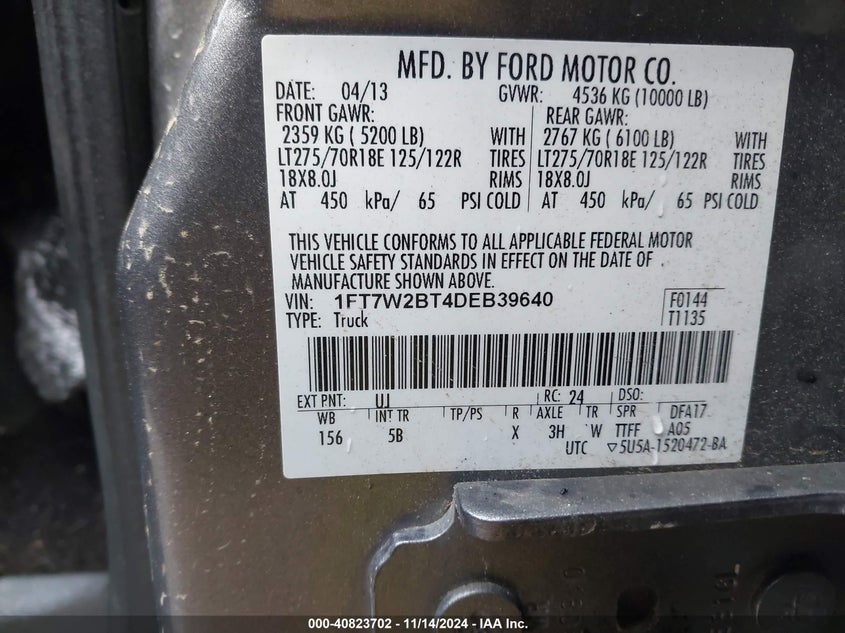 MFD. BY FORD MOTOR CO.
DATE: 04/13 GVWR: 4536 KG (10000 LB)
FRONT GAWR: REAR GAWR:
2359 KG ( 5200 LB) WITH 2767 KG ( 6100 LB) WITH
LT275/70R18E 125/122R TIRES LT275/70R18E 125/122R TIRES
18X8.0J RIMS 18X8.0J RIMS
AT 450 kPa/ 65 PSI COLD AT 450 kPa/ 65 PSI COLD
THIS VEHICLE CONFORMS TO ALL APPLICABLE FEDERAL MOTOR
VEHICLE SAFETY STANDARDS IN EFFECT ON THE DATE OF
MANUFACTURE SHOWN ABOVE.
VIN: 1FT7W2BT4DEB39640 F0144
TYPE: Truck T1135
EXT PNT: UJ RC: 24 DSO:
WB INT TR TP/PS R AXLE TR SPR DFA17
156 5B X 3H W TTFF A05
UTC ▽5U5A-1520472-BA
000-40823702 - 11/14/2024 - IAA Inc.